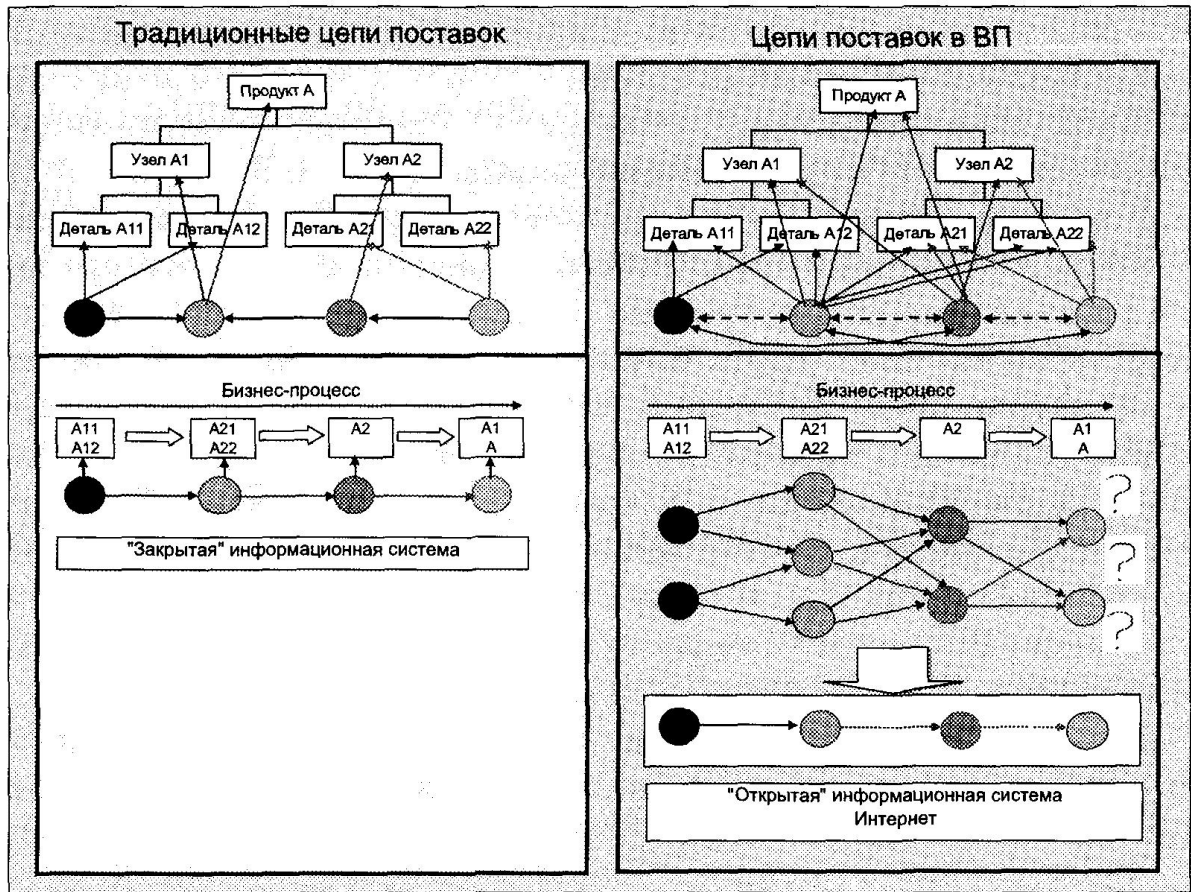 Традиционные цепи поставок
Продукт А
Узел А1
Узел А2
Деталь А11
Деталь А12
Деталь А21
Деталь А22
Бизнес-процесс
А11
А12
А21
А22
А2
А1
А
"Закрытая" информационная система
Цепи поставок в ВП
Продукт А
Узел А1
Узел А2
Деталь А11
Деталь А12
Деталь А21
Деталь А22
Бизнес-процесс
А11
А12
А21
А22
А2
А1
А
?
?
?
"Открытая" информационная система
Интернет